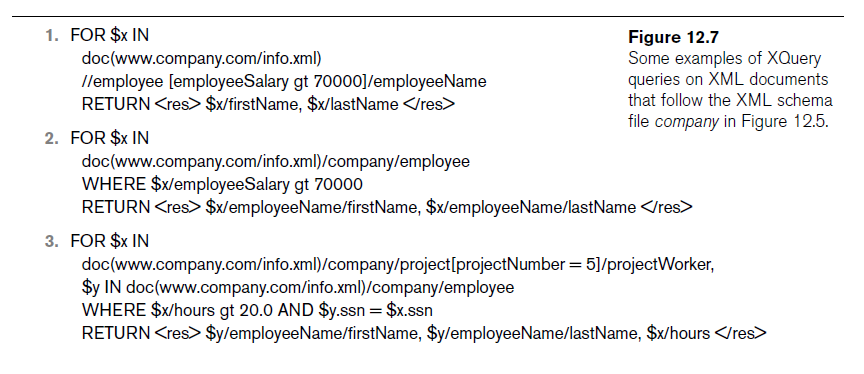 1. FOR $x IN
doc(www.company.com/info.xml)
//employee [employeeSalary gt 70000]/employeeName
RETURN <res> $x/firstName, $x/lastName </res>
2. FOR $x IN
doc(www.company.com/info.xml)/company/employee
WHERE $x/employeeSalary gt 70000
RETURN <res> $x/employeeName/firstName, $x/employeeName/lastName </res>
3. FOR $x IN
doc(www.company.com/info.xml)/company/project[projectNumber = 5]/projectWorker,
$y IN doc(www.company.com/info.xml)/company/employee
WHERE $x/hours gt 20.0 AND $y.ssn = $x.ssn
RETURN <res> $y/employeeName/firstName, $y/employeeName/lastName, $x/hours </res>
Figure 12.7
Some examples of XQuery
queries on XML documents
that follow the XML schema
file company in Figure 12.5.